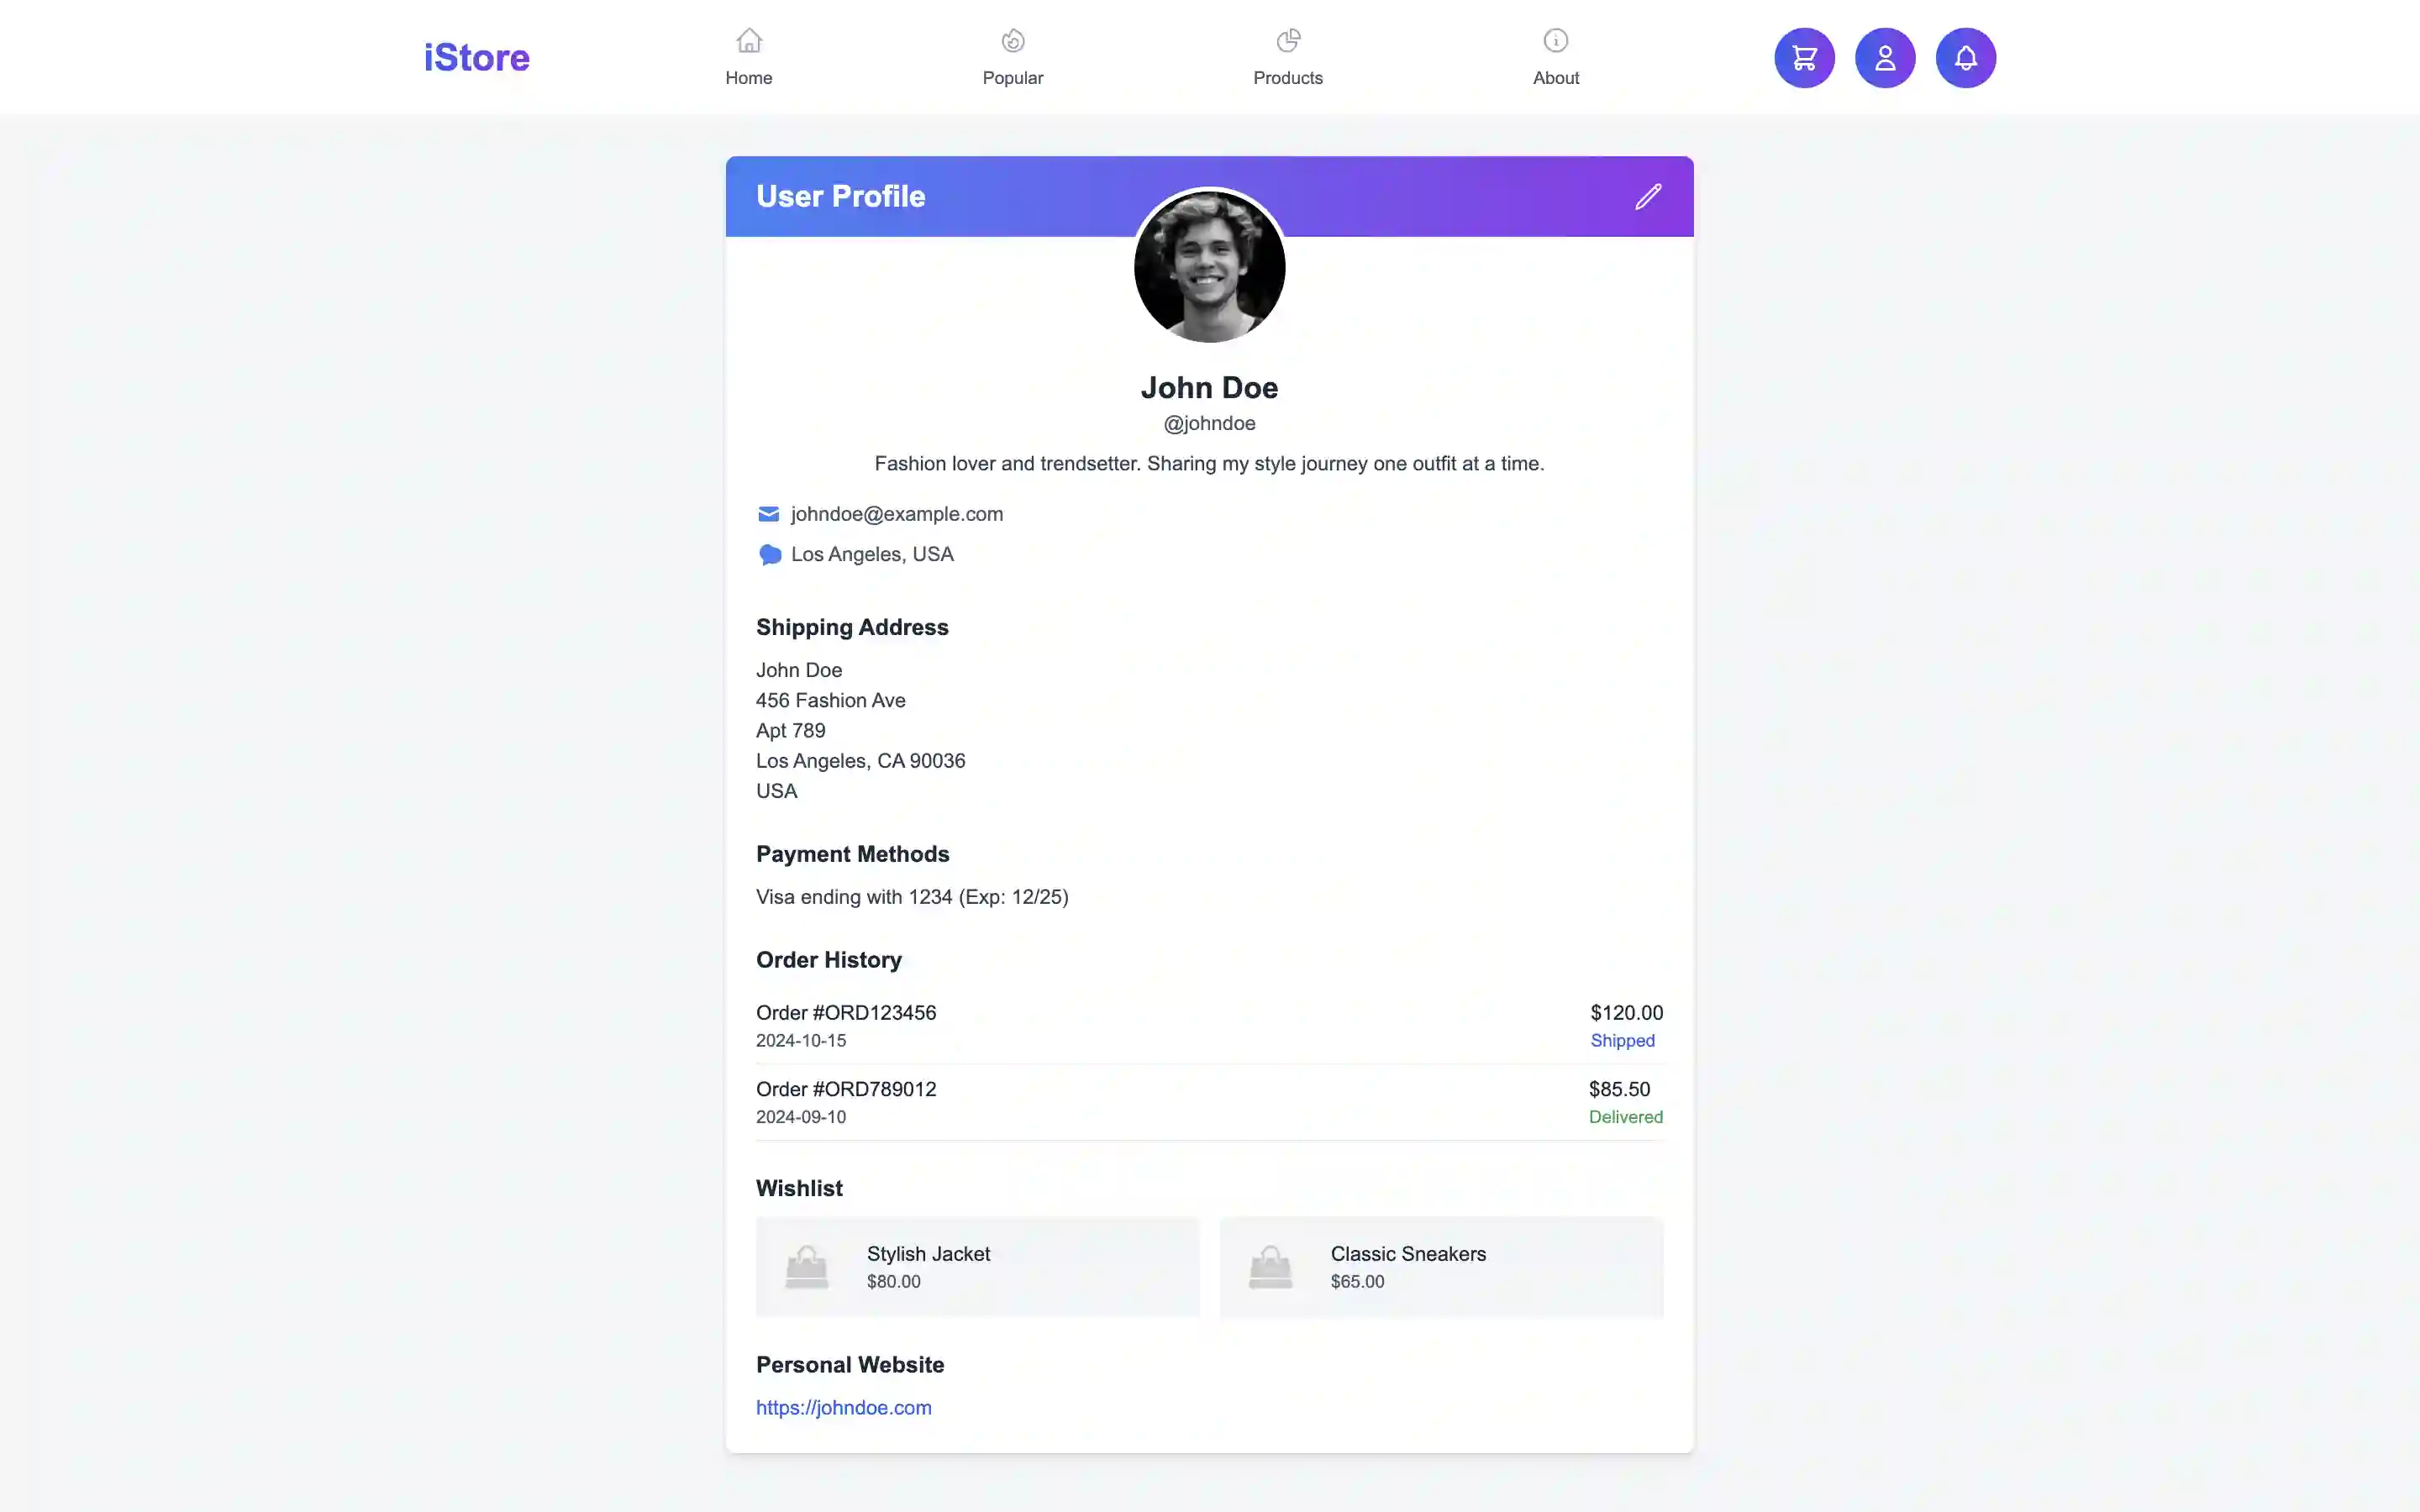 iStore
Home
Popular
Products
About
User Profile
John Doe
@johndoe
Fashion lover and trendsetter. Sharing my style journey one outfit at a time.
johndoe@example.com
Los Angeles, USA
Shipping Address
John Doe
456 Fashion Ave
Apt 789
Los Angeles, CA 90036
USA
Payment Methods
Visa ending with 1234 (Exp: 12/25)
Order History
Order #ORD123456
$120.00
2024-10-15
Shipped
Order #ORD789012
$85.50
2024-09-10
Delivered
Wishlist
Stylish Jacket
$80.00
Classic Sneakers
$65.00
Personal Website
https://johndoe.com